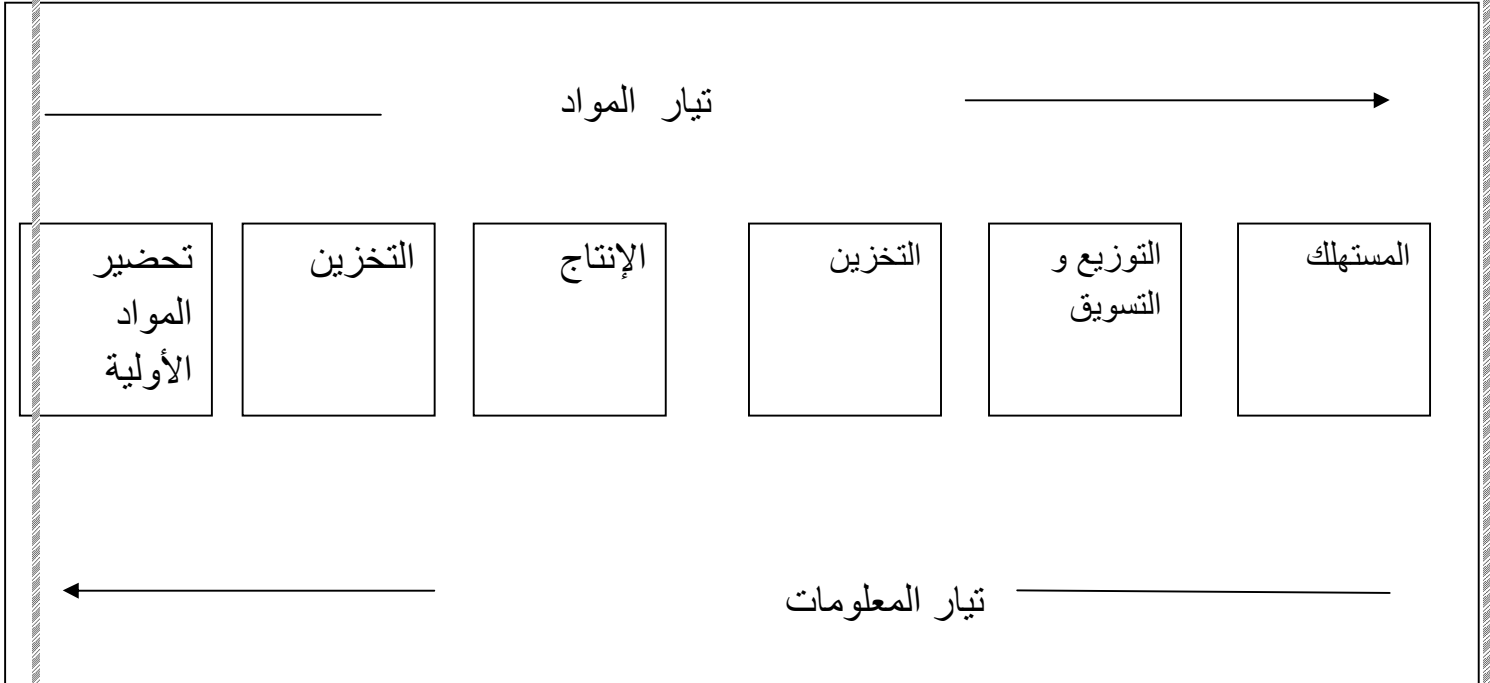 تيار المواد
تحضير
المواد
الأولية
التخزين
الإنتاج
التخزين
التوزيع و
التسويق
المستهلك
تيار المعلومات